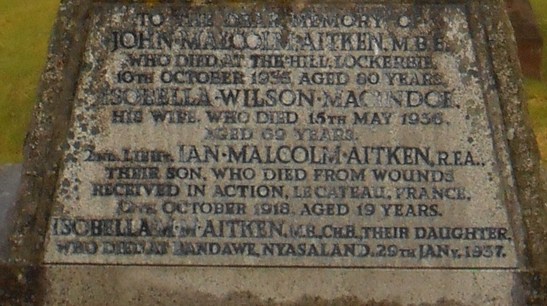 TO THE DEAR MEMORY OF
JOHN·MALCOLM·AITKEN, M.B.E.
WHO DIED AT THE·HILL, LOCKERBIE,
10TH OCTOBER AGED 80 YEARS.
ISOBELLA·WILSON·MACINDOE,
HIS WIFE, WHO DIED 15TH MAY 1936,
AGED 69 YEARS.
2ND. LIEUT. IAN·MALCOLM·AITKEN, R.F.A.,
THEIR SON, WHO DIED FROM WOUNDS
RECEIVED IN ACTION, LE CATEAU, FRANCE,
OCTOBER 1918, AGED 19 YEARS.
ISOBELLA·M·M·AITKEN, M.B., CH.B., THEIR DAUGHTER,
WHO DIED AT BANDAWE, NYASALAND, 29TH JANY. 1937.